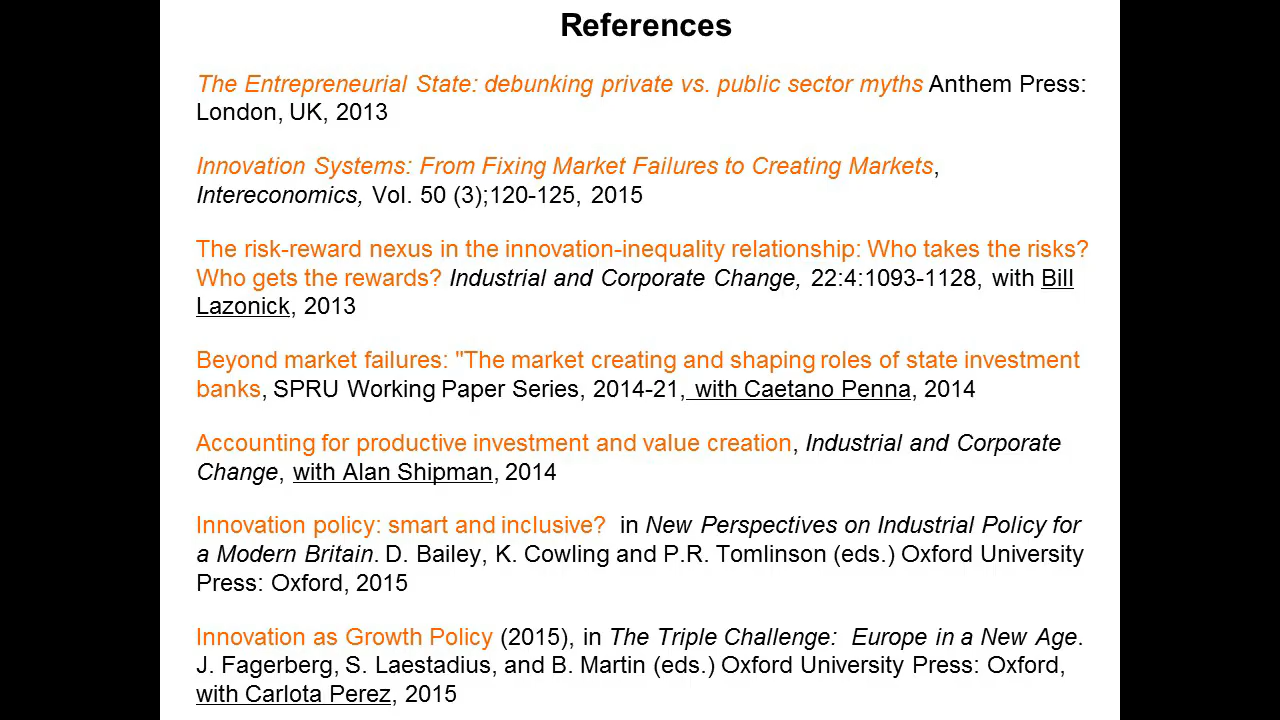 References
The Entrepreneurial State: debunking private vs. public sector myths Anthem Press:
London, UK, 2013
Innovation Systems: From Fixing Market Failures to Creating Markets,
Intereconomics, Vol. 50 (3);120-125, 2015
The risk-reward nexus in the innovation-inequality relationship: Who takes the risks?
Who gets the rewards? Industrial and Corporate Change, 22:4:1093-1128, with Bill
Lazonick, 2013
Beyond market failures: "The market creating and shaping roles of state investment
banks, SPRU Working Paper Series, 2014-21, with Caetano Penna, 2014
Accounting for productive investment and value creation, Industrial and Corporate
Change, with Alan Shipman, 2014
Innovation policy: smart and inclusive? in New Perspectives on Industrial Policy for
a Modern Britain. D. Bailey, K. Cowling and P.R. Tomlinson (eds.) Oxford University
Press: Oxford, 2015
Innovation as Growth Policy (2015), in The Triple Challenge: Europe in a New Age.
J. Fagerberg, S. Laestadius, and B. Martin (eds.) Oxford University Press: Oxford,
with Carlota Perez, 2015